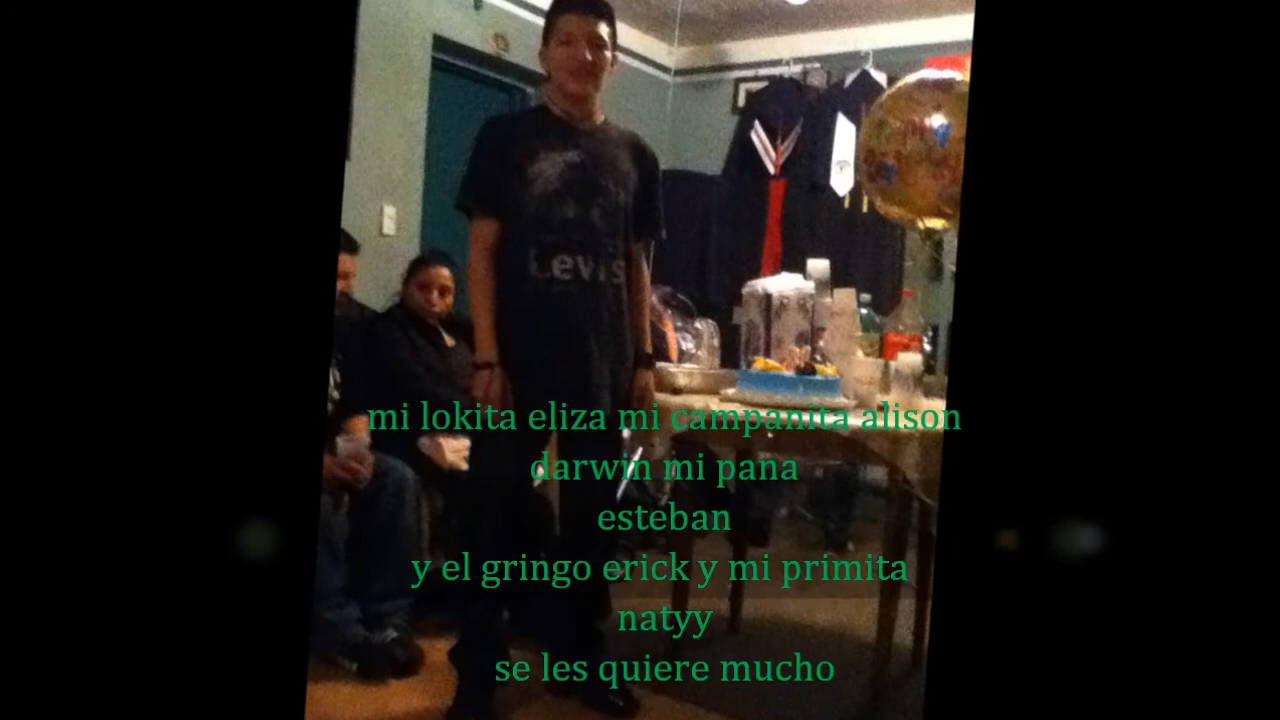 Levi's
mi lokita eliza mi campanita alison
darwin mi pana
esteban
y el gringo erick y mi primita
natyy
se les quiere mucho